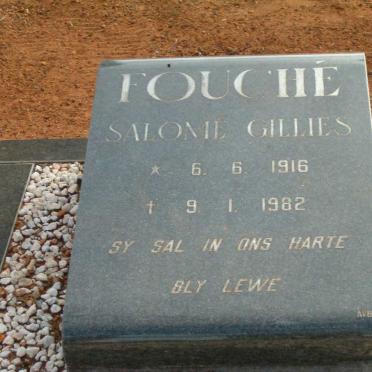 FOUCHÉ
SALOMÉ GILLIES
* 6. 6. 1916
† 9. 1. 1982
SY SAL IN ONS HARTE
BLY LEWE